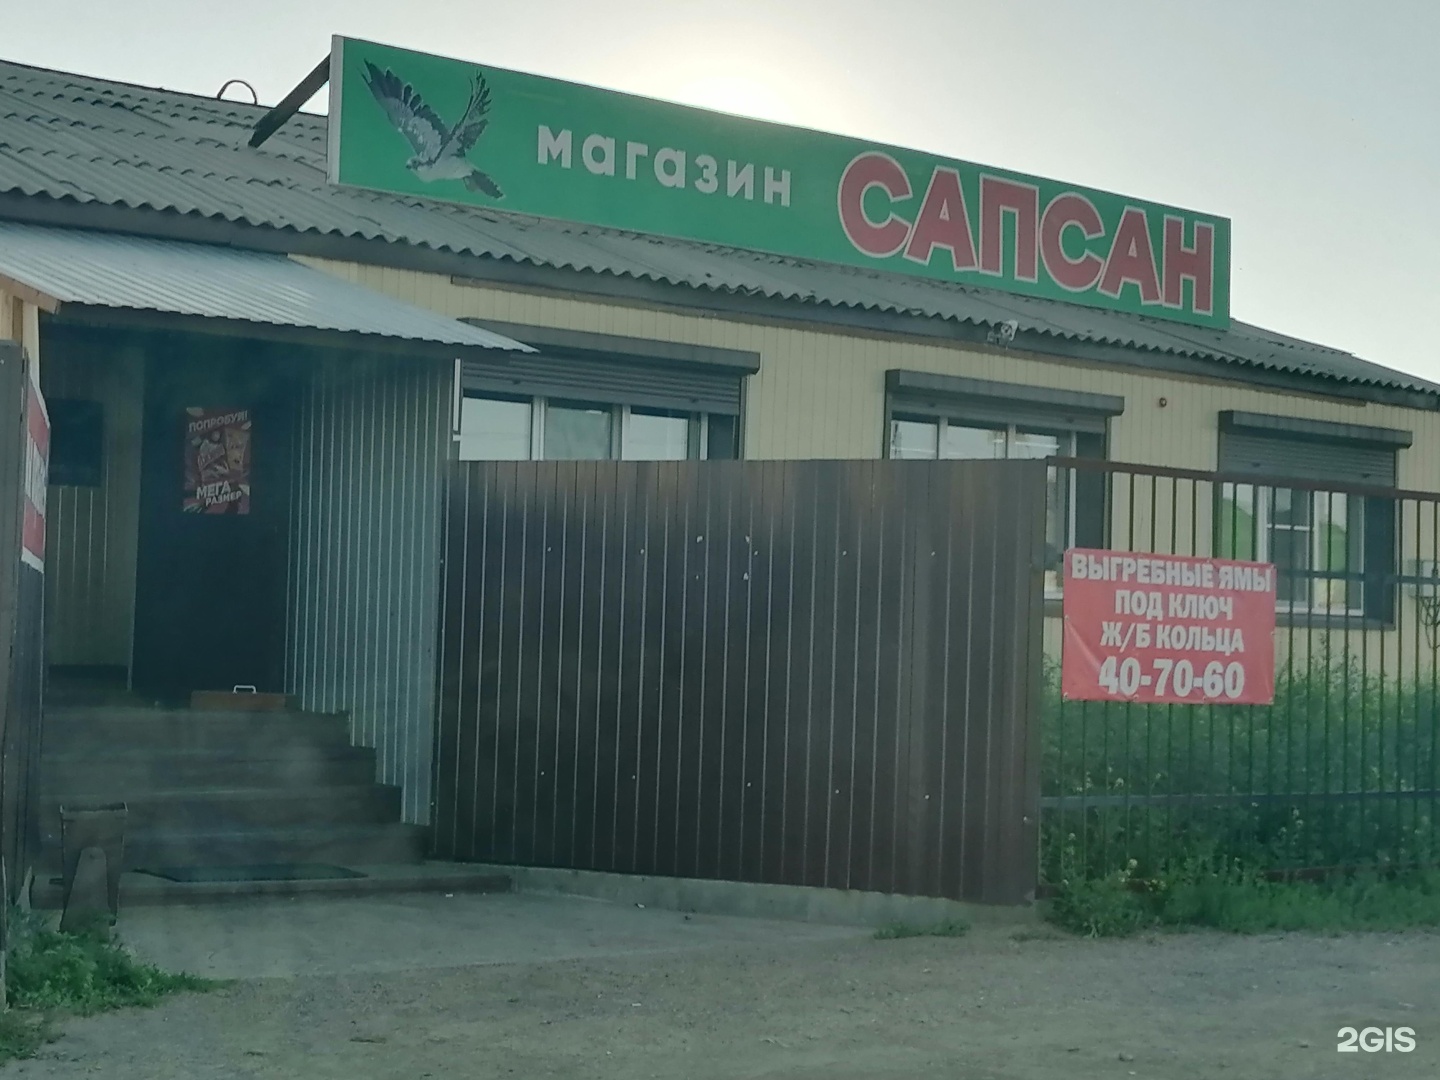 магазин САПСАН
ПОПРОБУЙ!
МЕГА
РАЗМЕР
ВЫГРЕБНЫЕ ЯМЫ
ПОД КЛЮЧ
Ж/Б КОЛЬЦА
40-70-60
2GIS